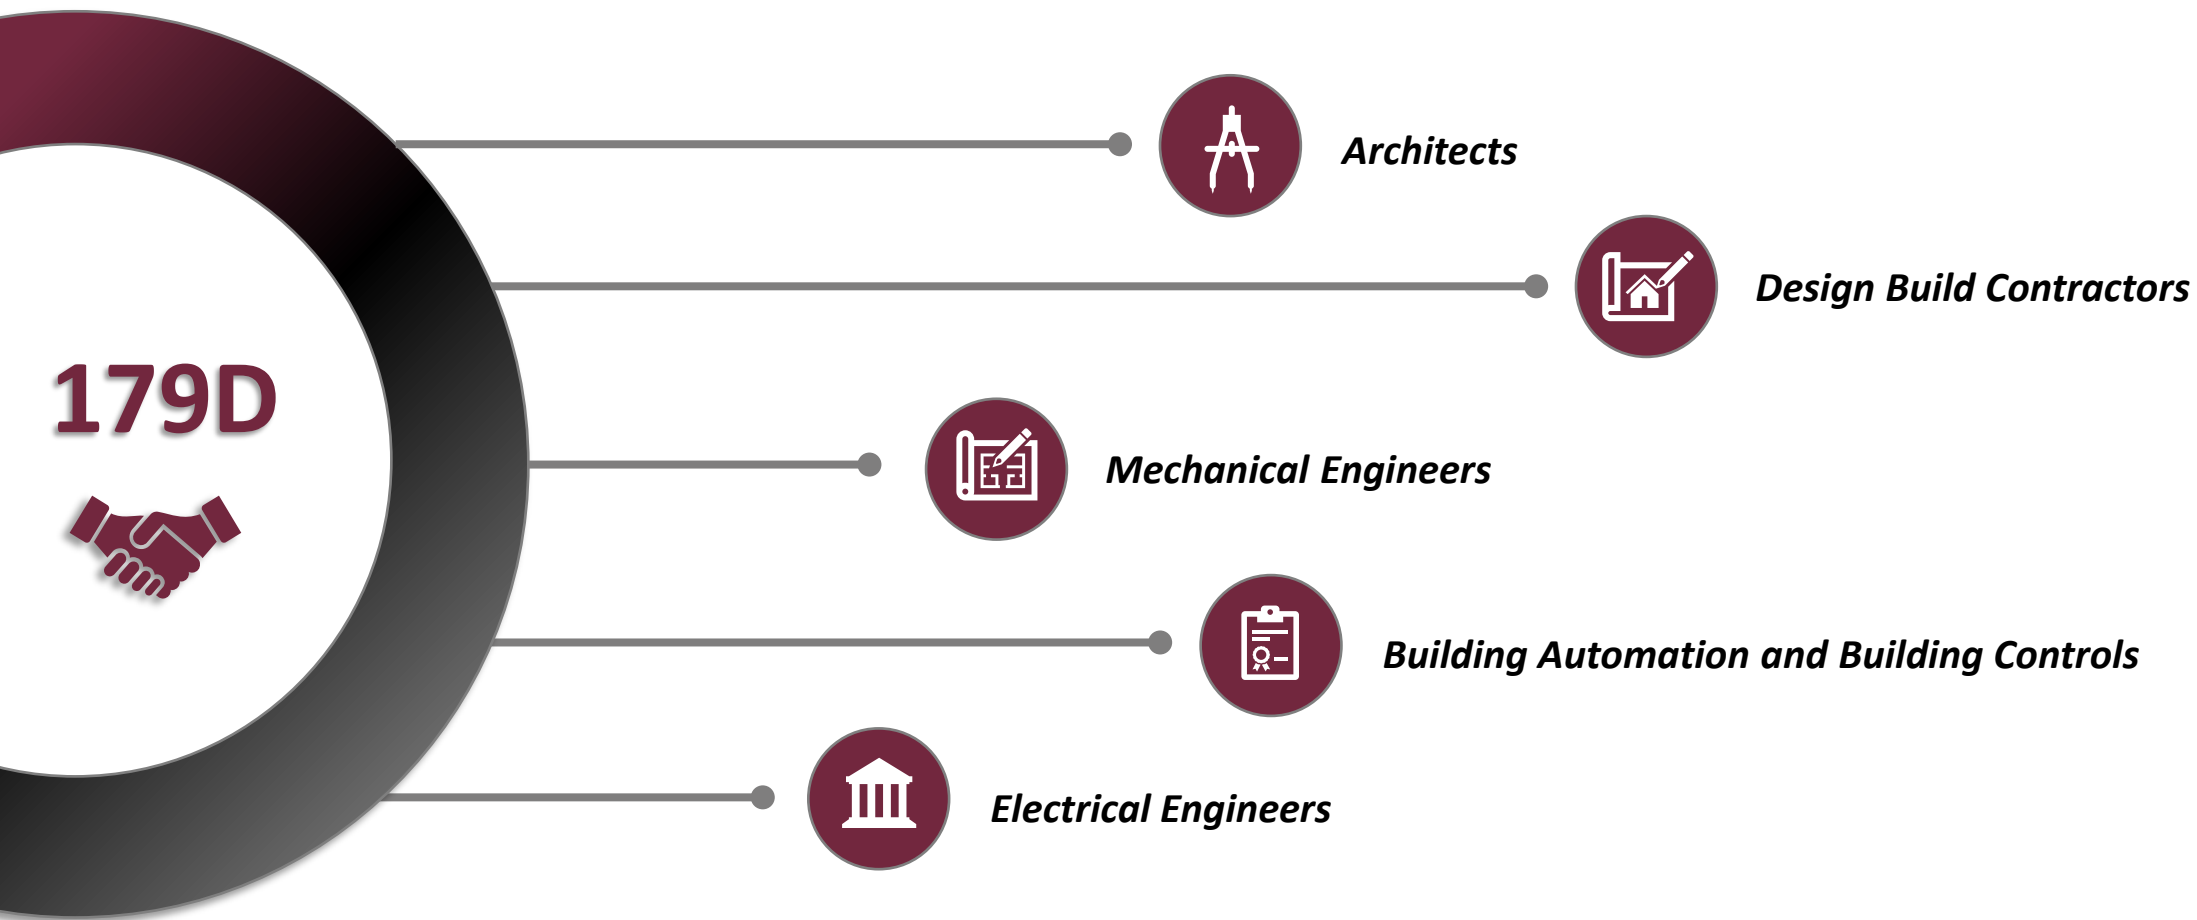 179D
Architects
Design Build Contractors
Mechanical Engineers
Building Automation and Building Controls
Electrical Engineers